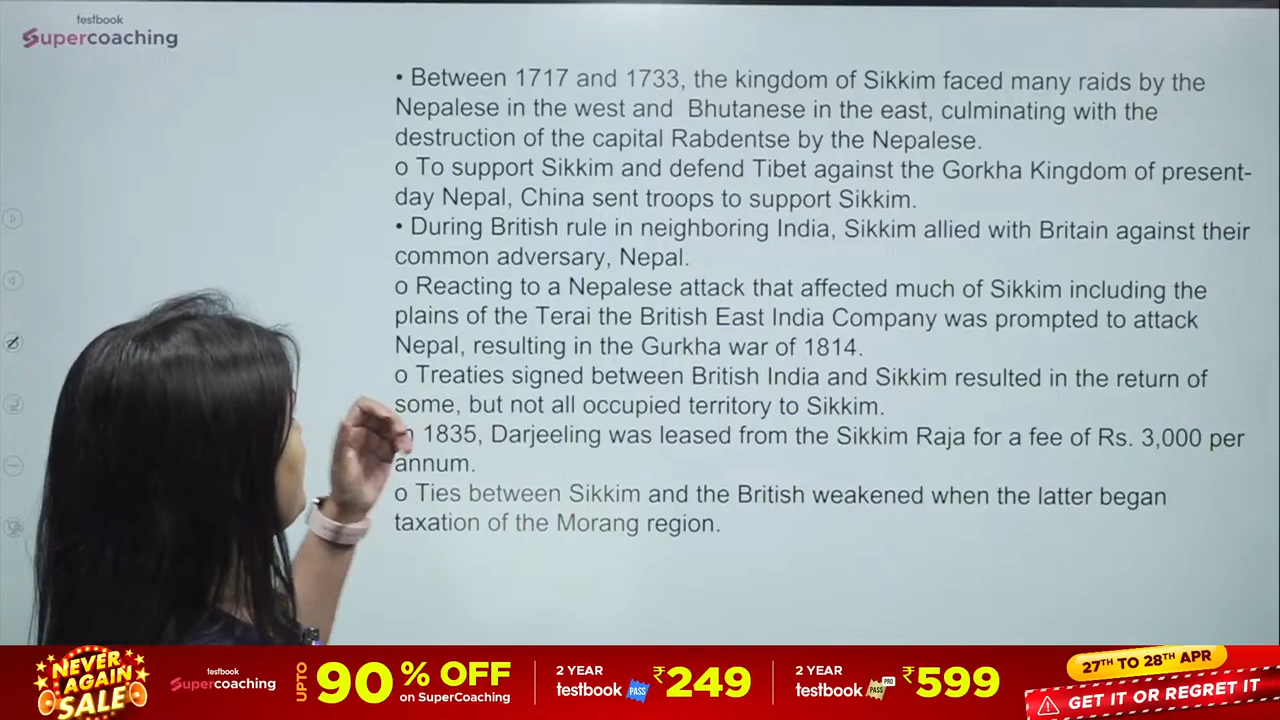 testbook
Supercoaching
• Between 1717 and 1733, the kingdom of Sikkim faced many raids by the
Nepalese in the west and Bhutanese in the east, culminating with the
destruction of the capital Rabdentse by the Nepalese.
o To support Sikkim and defend Tibet against the Gorkha Kingdom of present-
day Nepal, China sent troops to support Sikkim.
• During British rule in neighboring India, Sikkim allied with Britain against their
common adversary, Nepal.
o Reacting to a Nepalese attack that affected much of Sikkim including the
plains of the Terai the British East India Company was prompted to attack
Nepal, resulting in the Gurkha war of 1814.
o Treaties signed between British India and Sikkim resulted in the return of
some, but not all occupied territory to Sikkim.
1835, Darjeeling was leased from the Sikkim Raja for a fee of Rs. 3,000 per
annum.
o Ties between Sikkim and the British weakened when the latter began
taxation of the Morang region.
NEVER
AGAIN
SALE
testbook
Supercoaching
UPTO
90% OFF
on SuperCoaching
2 YEAR
testbook PASS
₹249
2 YEAR
testbook PASS PRO
₹599
27TH TO 28TH APR
GET IT OR REGRET IT